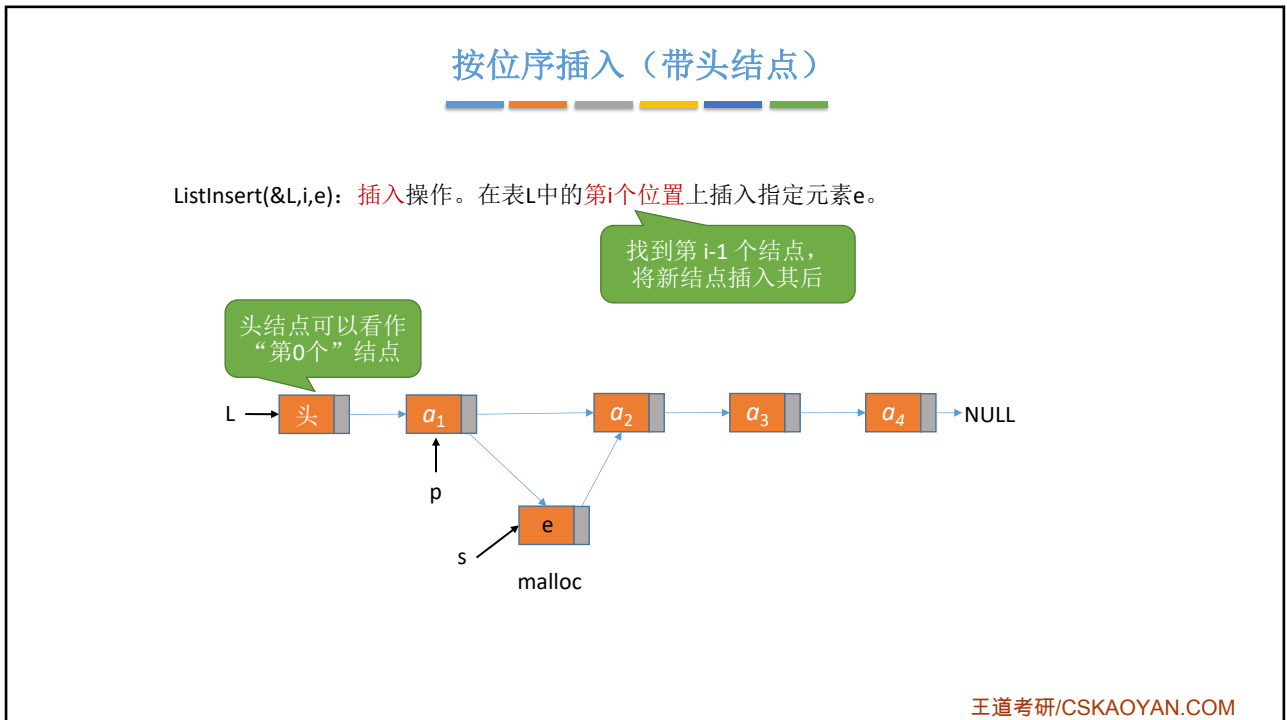 按位序插入（带头结点）
ListInsert(&L,i,e)：插入操作。在表L中的第i个位置上插入指定元素e。
找到第 i-1 个结点，
将新结点插入其后
头结点可以看作
“第0个”结点
L 头 a₁ a₂ a₃ a₄ NULL
p
e
s
malloc
王道考研/CSKAOYAN.COM